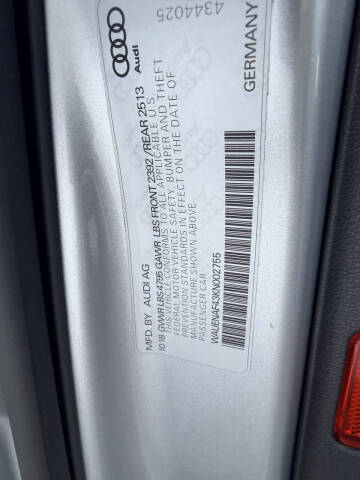 Audi
4344025
MFD. BY AUDI AG
10/18 GVWR LBS 4795 GAWR LBS FRONT 2392/REAR 2513
THIS VEHICLE CONFORMS TO ALL APPLICABLE U.S.
FEDERAL MOTOR VEHICLE SAFETY, BUMPER AND THEFT
PREVENTION STANDARDS IN EFFECT ON THE DATE OF
MANUFACTURE SHOWN ABOVE.
PASSENGER CAR
WAUENAF43KN002755
GERMANY